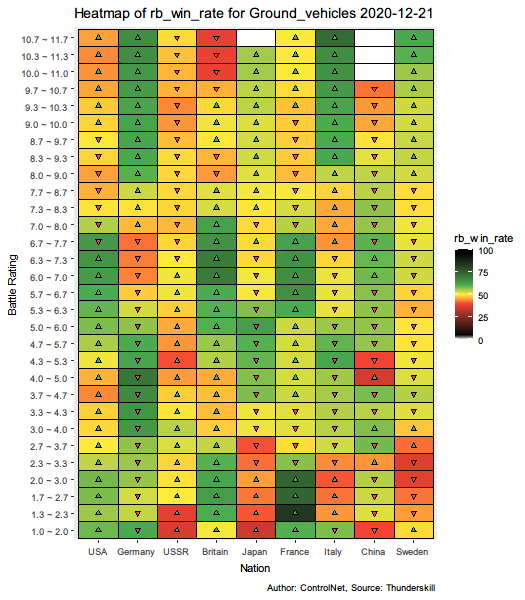 Heatmap of rb_win_rate for Ground_vehicles 2020-12-21
Battle Rating
10.7 ~ 11.7
10.3 ~ 11.3
10.0 ~ 11.0
9.7 ~ 10.7
9.3 ~ 10.3
9.0 ~ 10.0
8.7 ~ 9.7
8.3 ~ 9.3
8.0 ~ 9.0
7.7 ~ 8.7
7.3 ~ 8.3
7.0 ~ 8.0
6.7 ~ 7.7
6.3 ~ 7.3
6.0 ~ 7.0
5.7 ~ 6.7
5.3 ~ 6.3
5.0 ~ 6.0
4.7 ~ 5.7
4.3 ~ 5.3
4.0 ~ 5.0
3.7 ~ 4.7
3.3 ~ 4.3
3.0 ~ 4.0
2.7 ~ 3.7
2.3 ~ 3.3
2.0 ~ 3.0
1.7 ~ 2.7
1.3 ~ 2.3
1.0 ~ 2.0
USA Germany USSR Britain Japan France Italy China Sweden
Nation
rb_win_rate
100
75
50
25
0
Author: ControlNet, Source: Thunderskill